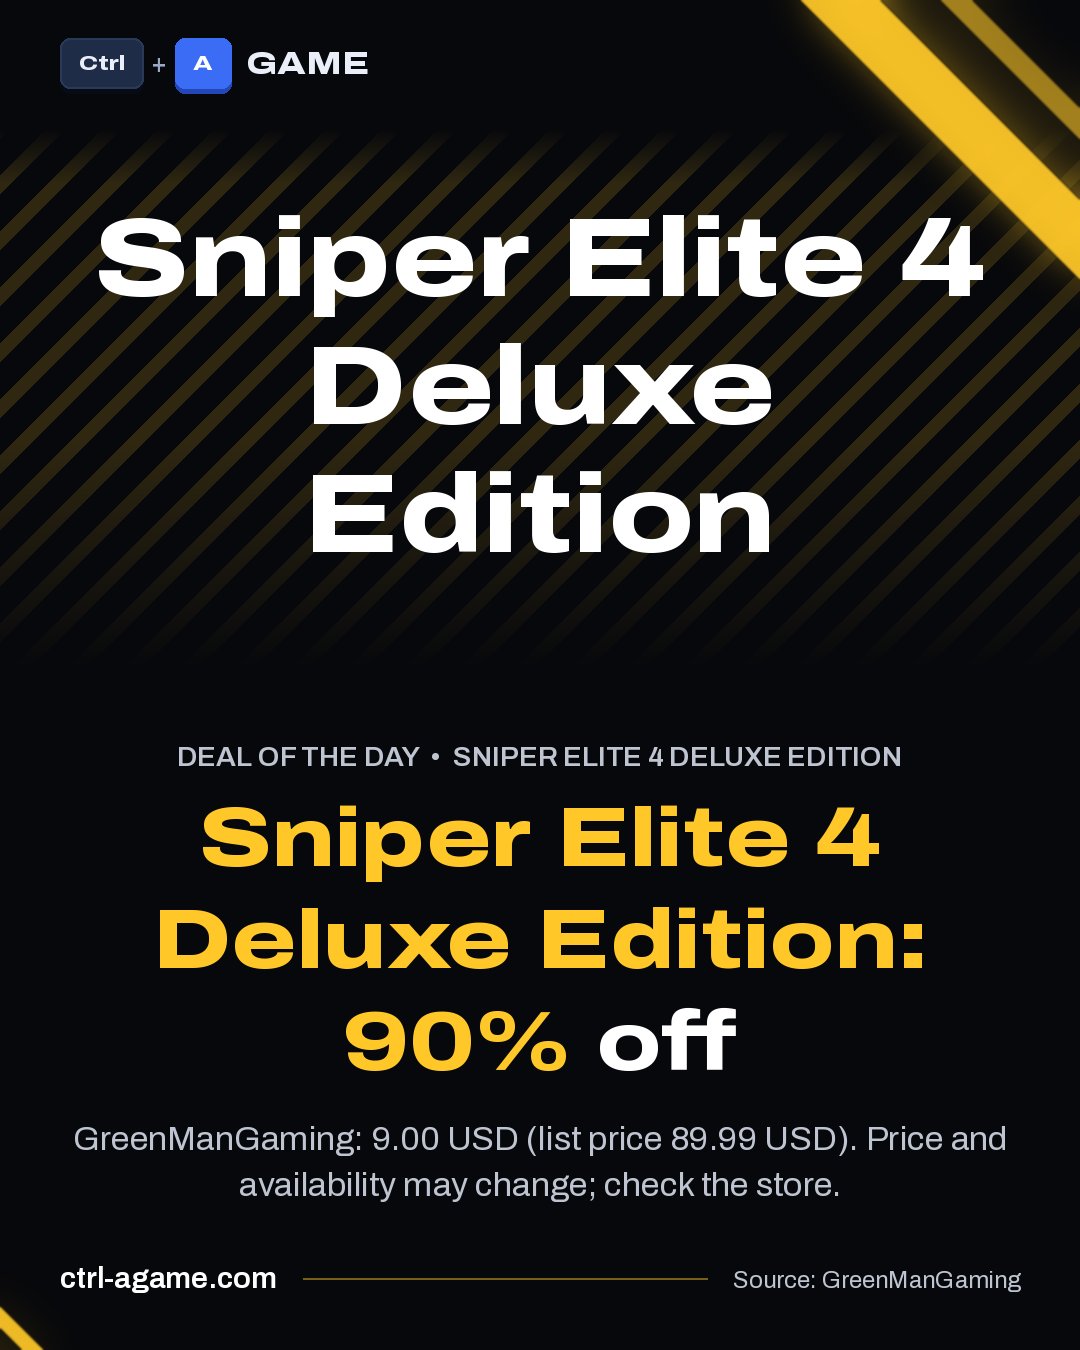 Ctrl + A GAME
Sniper Elite 4
Deluxe
Edition
DEAL OF THE DAY • SNIPER ELITE 4 DELUXE EDITION
Sniper Elite 4
Deluxe Edition:
90% off
GreenManGaming: 9.00 USD (list price 89.99 USD). Price and
availability may change; check the store.
ctrl-agame.com
Source: GreenManGaming